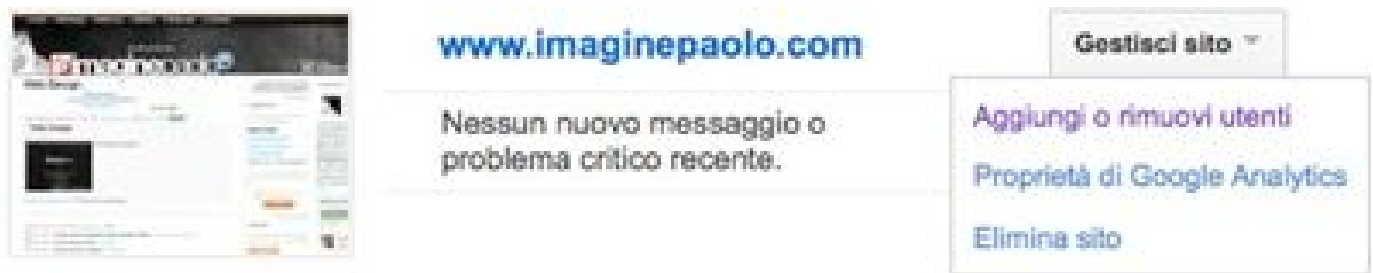 www.imaginepaolo.com
Gestisci sito
Nessun nuovo messaggio o
problema critico recente.
Aggiungi o rimuovi utenti
Proprietà di Google Analytics
Elimina sito